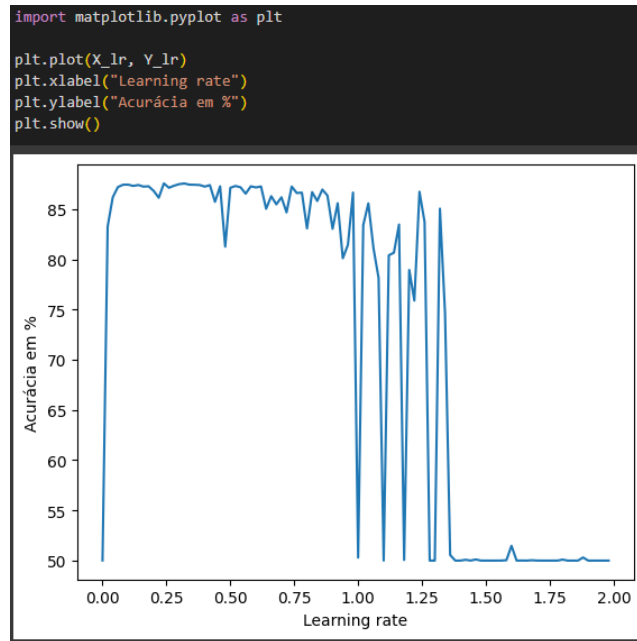 import matplotlib.pyplot as plt
plt.plot(X_lr, Y_lr)
plt.xlabel("Learning rate")
plt.ylabel("Acurácia em %")
plt.show()
85
80
75
70
65
60
55
50
Acurácia em %
0.00 0.25 0.50 0.75 1.00 1.25 1.50 1.75 2.00
Learning rate